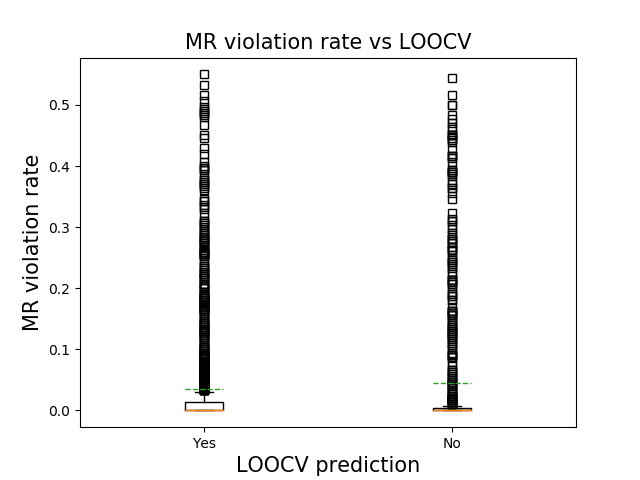 MR violation rate vs LOOCV
MR violation rate
0.5
0.4
0.3
0.2
0.1
0.0
Yes
No
LOOCV prediction